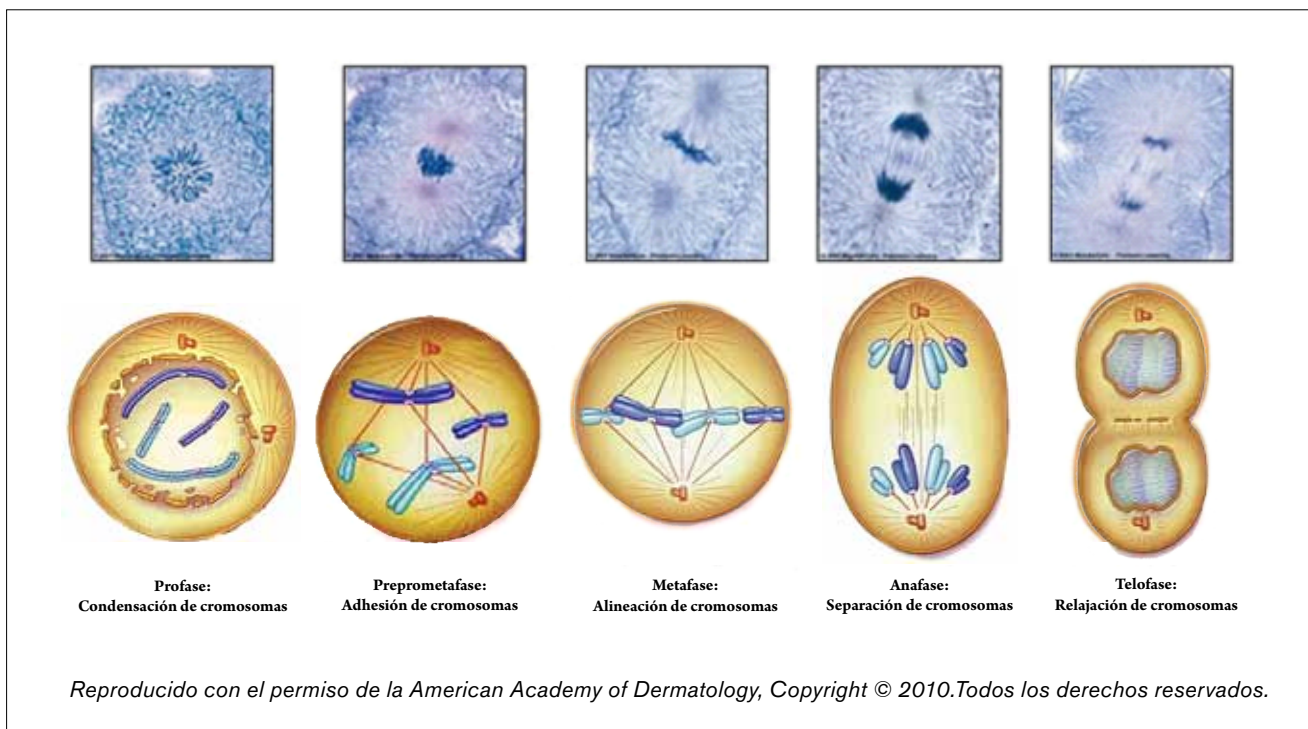 Profase:
Condensación de cromosomas
Preprometafase:
Adhesión de cromosomas
Metafase:
Alineación de cromosomas
Anafase:
Separación de cromosomas
Telofase:
Relajación de cromosomas
Reproducido con el permiso de la American Academy of Dermatology, Copyright © 2010.Todos los derechos reservados.